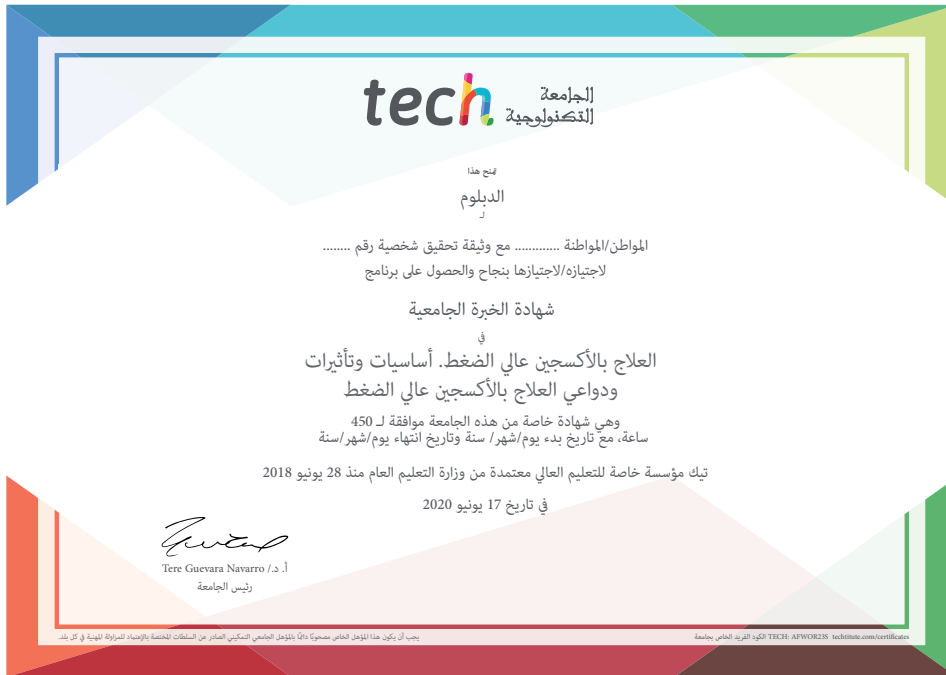 tech الجامعة
التكنولوجية
يمنح هذا
الدبلوم
لـ
المواطن/المواطنة ............ مع وثيقة تحقيق شخصية رقم ........
لاجتيازه/لاجتيازها بنجاح والحصول على برنامج
شهادة الخبرة الجامعية
في
العلاج بالأكسجين عالي الضغط. أساسيات وتأثيرات
ودواعي العلاج بالأكسجين عالي الضغط
وهي شهادة خاصة من هذه الجامعة موافقة لـ 450
ساعة، مع تاريخ بدء يوم/شهر/ سنة وتاريخ انتهاء يوم/شهر/سنة
تيك مؤسسة خاصة للتعليم العالي معتمدة من وزارة التعليم العام منذ 28 يونيو 2018
في تاريخ 17 يونيو 2020
أ. د./ Tere Guevara Navarro
رئيس الجامعة
يجب أن يكون هذا المؤهل الخاص مصحوبًا دائمًا بالمؤهل الجامعي التمكيني الصادر عن السلطات المختصة بالإعتماد للمزاولة المهنية في كل بلد.
الكود الفريد الخاص بجامعة TECH: AFWOR23S techtitute.com/certificates